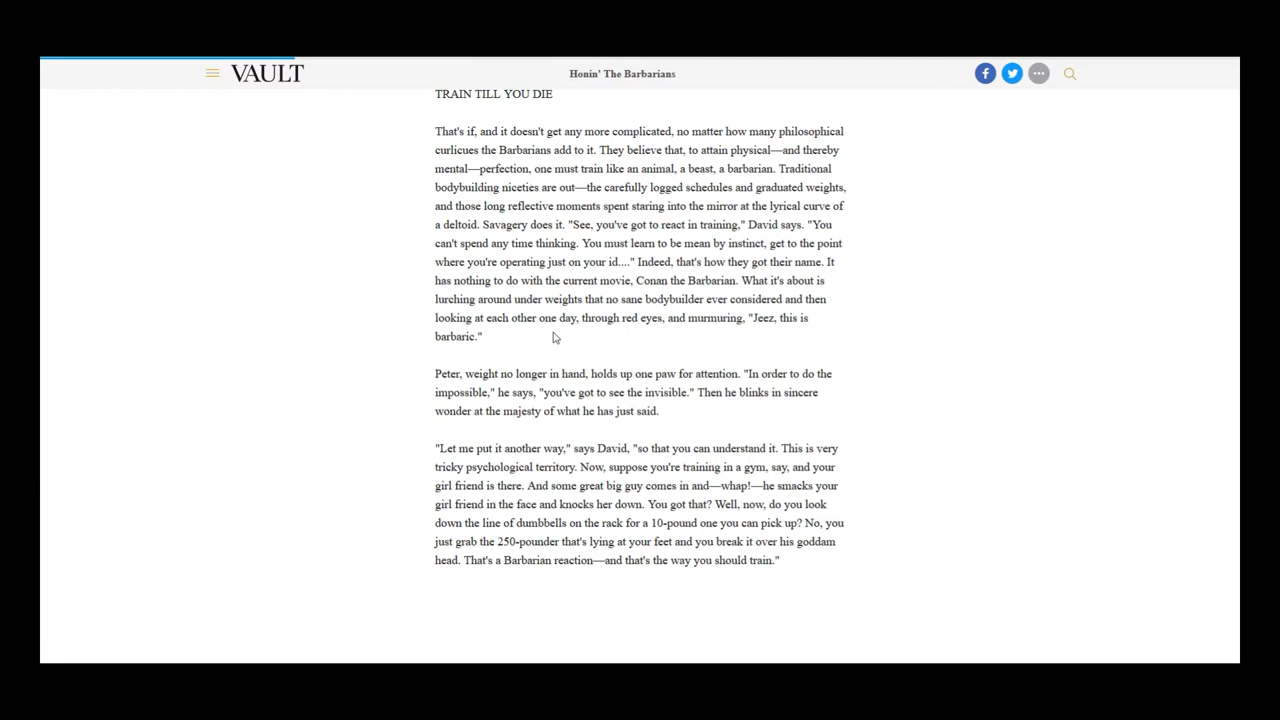 VAULT
Honin' The Barbarians
TRAIN TILL YOU DIE
That's if, and it doesn't get any more complicated, no matter how many philosophical
curlicues the Barbarians add to it. They believe that, to attain physical—and thereby
mental—perfection, one must train like an animal, a beast, a barbarian. Traditional
bodybuilding niceties are out—the carefully logged schedules and graduated weights,
and those long reflective moments spent staring into the mirror at the lyrical curve of
a deltoid. Savagery does it. "See, you've got to react in training," David says. "You
can't spend any time thinking. You must learn to be mean by instinct, get to the point
where you're operating just on your id...." Indeed, that's how they got their name. It
has nothing to do with the current movie, Conan the Barbarian. What it's about is
lurching around under weights that no sane bodybuilder ever considered and then
looking at each other one day, through red eyes, and murmuring, "Jeez, this is
barbaric."
Peter, weight no longer in hand, holds up one paw for attention. "In order to do the
impossible," he says, "you've got to see the invisible." Then he blinks in sincere
wonder at the majesty of what he has just said.
"Let me put it another way," says David, "so that you can understand it. This is very
tricky psychological territory. Now, suppose you're training in a gym, say, and your
girl friend is there. And some great big guy comes in and—whap!—he smacks your
girl friend in the face and knocks her down. You got that? Well, now, do you look
down the line of dumbbells on the rack for a 10-pound one you can pick up? No, you
just grab the 250-pounder that's lying at your feet and you break it over his goddam
head. That's a Barbarian reaction—and that's the way you should train."